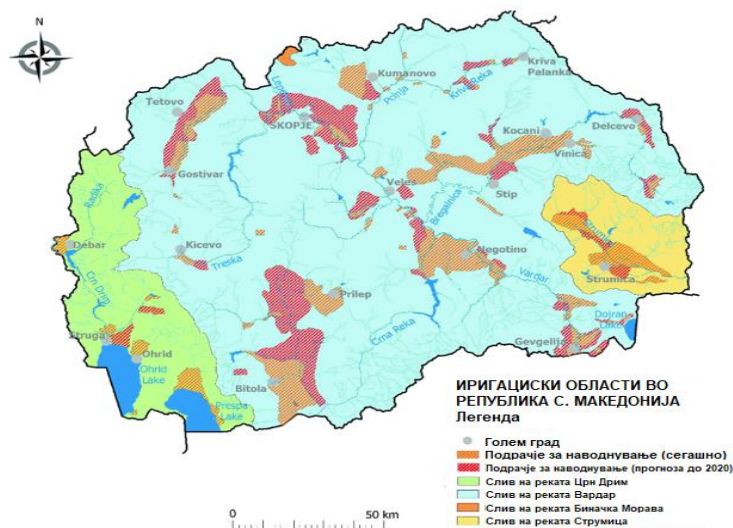 N
Kumanovo
Kriva
Palanka
Lepenec
Pcinja
Kriva Reka
Tetovo
SKOPJE
Kocani
Delcevo
Vinica
Gostivar
Veles
Stip
Radika
Bregalnica
Debar
Kicevo
Treska
Negotino
Strumica
Crn Drim
Vardar
Prilep
Dojran
Lake
Struga
Crna Reka
Gevgelija
Ohrid
Ohrid
Lake
Bitola
Prespa
Lake
ИРИГАЦИСКИ ОБЛАСТИ ВО
РЕПУБЛИКА С. МАКЕДОНИЈА
Легенда
Голем град
Подрачје за наводнување (сегашно)
Подрачје за наводнување (прогноза до 2020)
Слив на реката Црн Дрим
Слив на реката Вардар
Слив на реката Биначка Морава
Слив на реката Струмица
0 50 km